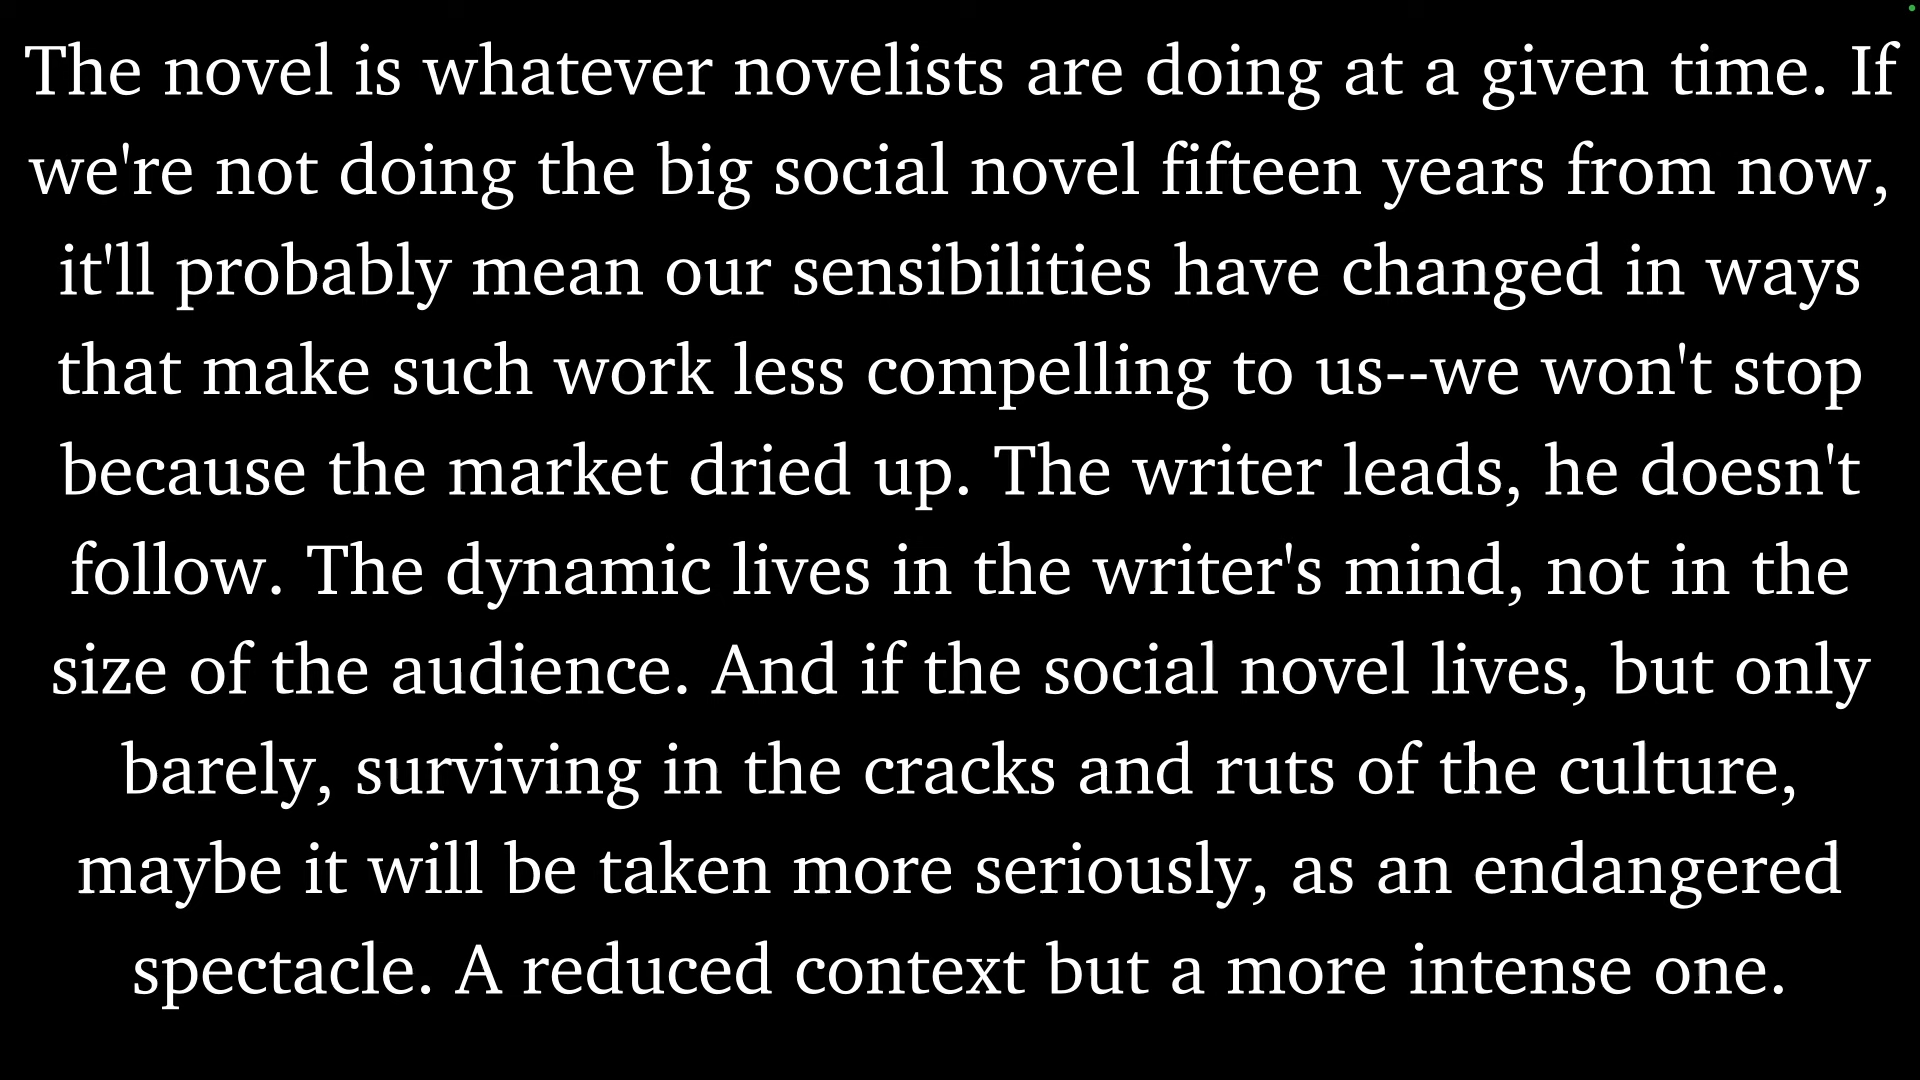 The novel is whatever novelists are doing at a given time. If
we're not doing the big social novel fifteen years from now,
it'll probably mean our sensibilities have changed in ways
that make such work less compelling to us--we won't stop
because the market dried up. The writer leads, he doesn't
follow. The dynamic lives in the writer's mind, not in the
size of the audience. And if the social novel lives, but only
barely, surviving in the cracks and ruts of the culture,
maybe it will be taken more seriously, as an endangered
spectacle. A reduced context but a more intense one.